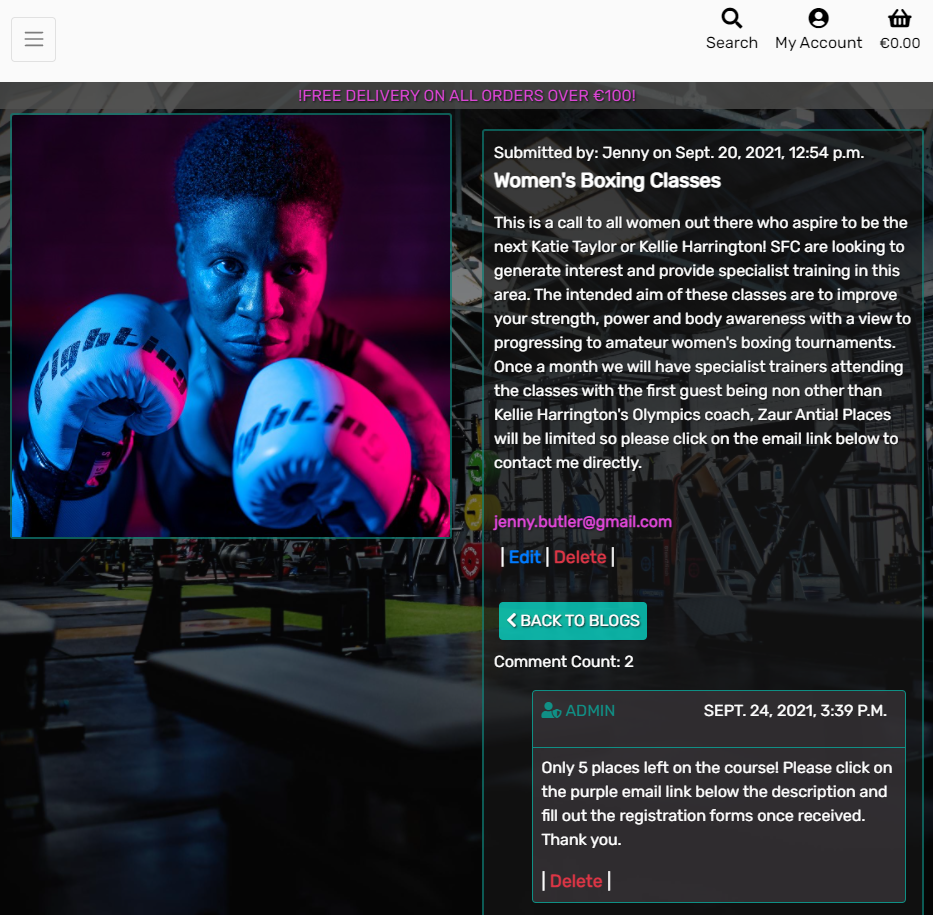 Search
My Account
€0.00
!FREE DELIVERY ON ALL ORDERS OVER €100!
Submitted by: Jenny on Sept. 20, 2021, 12:54 p.m.
Women's Boxing Classes
This is a call to all women out there who aspire to be the
next Katie Taylor or Kellie Harrington! SFC are looking to
generate interest and provide specialist training in this
area. The intended aim of these classes are to improve
your strength, power and body awareness with a view to
progressing to amateur women's boxing tournaments.
Once a month we will have specialist trainers attending
the classes with the first guest being non other than
Kellie Harrington's Olympics coach, Zaur Antia! Places
will be limited so please click on the email link below to
contact me directly.
jenny.butler@gmail.com
| Edit | Delete |
BACK TO BLOGS
Comment Count: 2
ADMIN
SEPT. 24, 2021, 3:39 P.M.
Only 5 places left on the course! Please click on
the purple email link below the description and
fill out the registration forms once received.
Thank you.
| Delete |